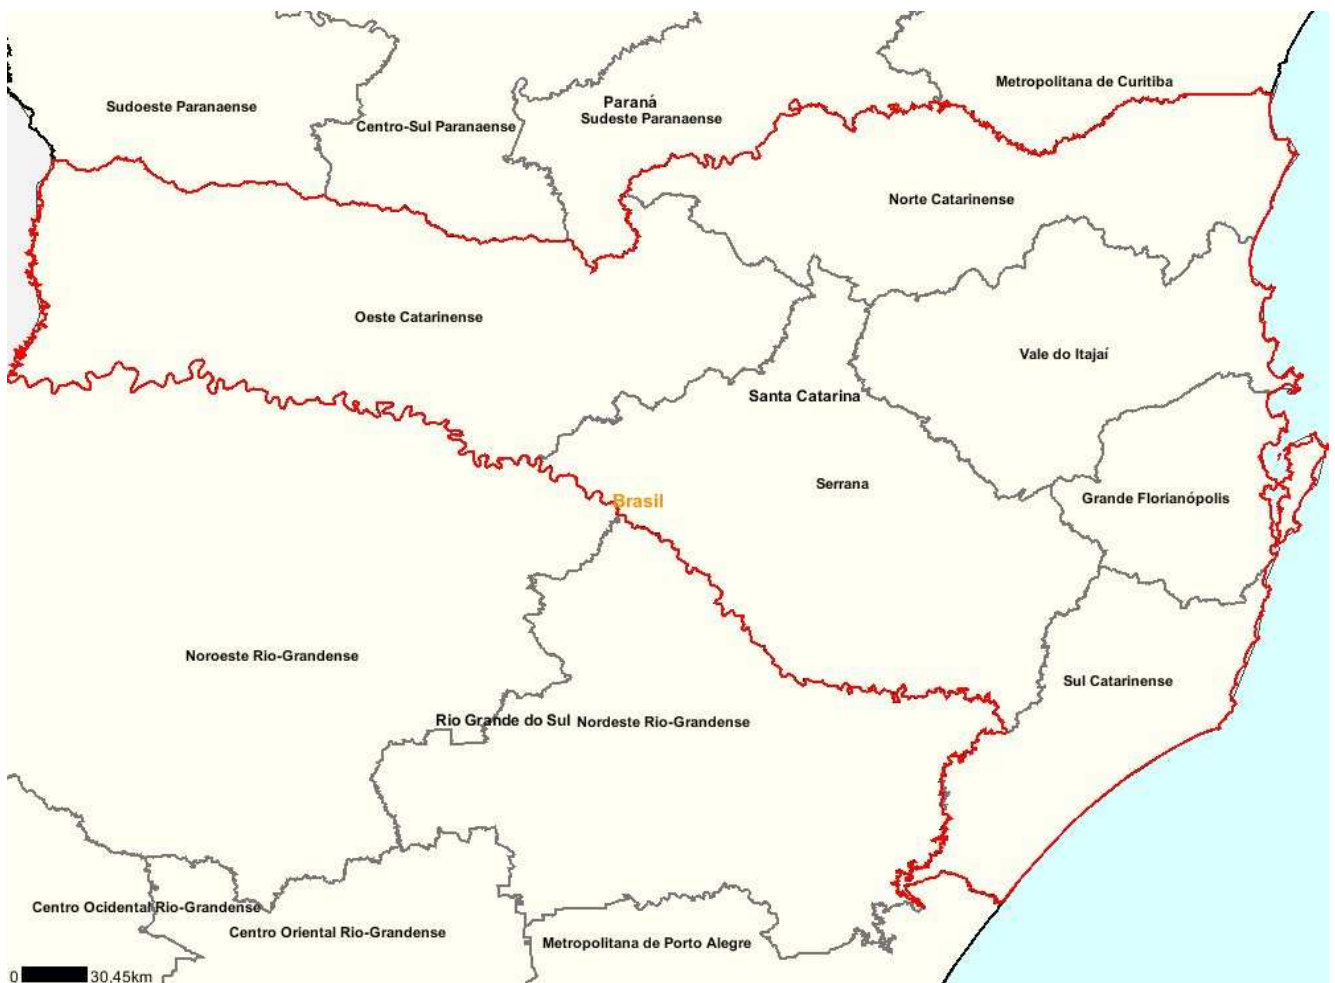 Metropolitana de Curitiba
Sudoeste Paranaense
Paraná
Sudeste Paranaense
Centro-Sul Paranaense
Norte Catarinense
Oeste Catarinense
Vale do Itajaí
Santa Catarina
Serrana
Grande Florianópolis
Brasil
Noroeste Rio-Grandense
Sul Catarinense
Rio Grande do Sul
Nordeste Rio-Grandense
Centro Ocidental Rio-Grandense
Centro Oriental Rio-Grandense
Metropolitana de Porto Alegre
0 30.45km